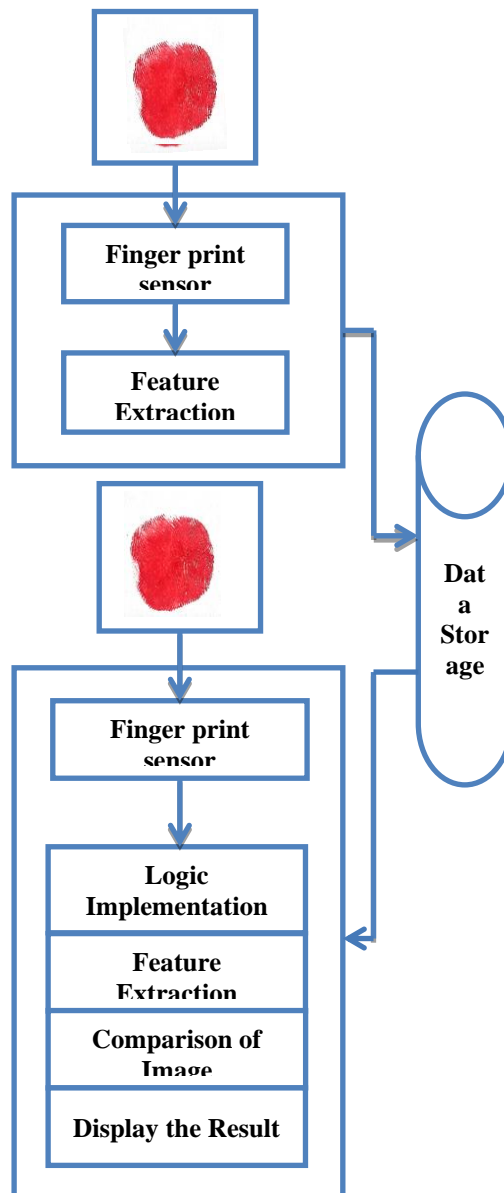 Finger print
sensor
Feature
Extraction
Dat
a
Stor
age
Finger print
sensor
Logic
Implementation
Feature
Extraction
Comparison of
Image
Display the Result